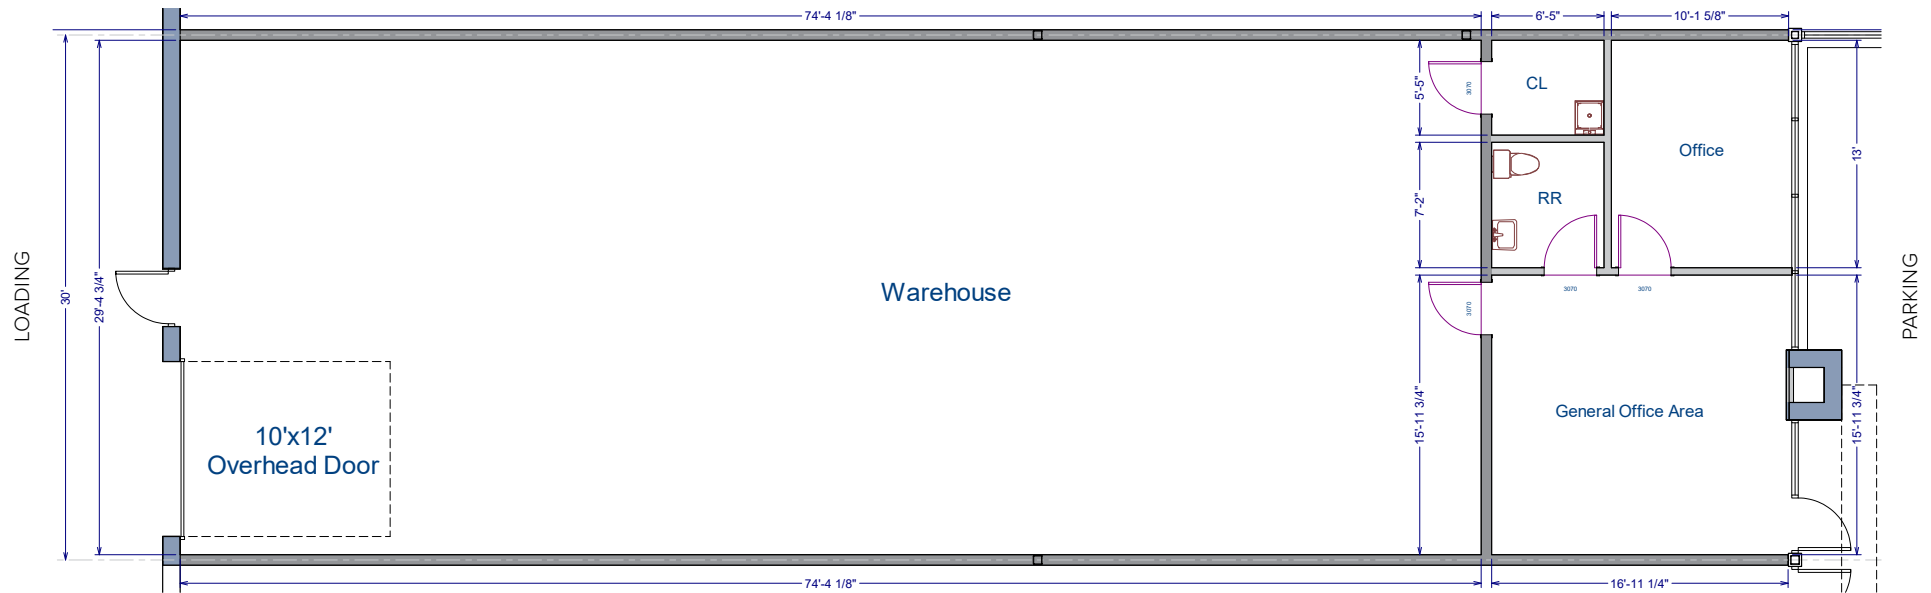 74'-4 1/8"
6'-5"
10'-1 5/8"
5'-5"
3070
CL
Office
13'
7'-2"
RR
LOADING
30'
29'-4 3/4"
Warehouse
3070
3070
3070
PARKING
10'x12'
Overhead Door
15'-11 3/4"
General Office Area
15'-11 3/4"
74'-4 1/8"
16'-11 1/4"